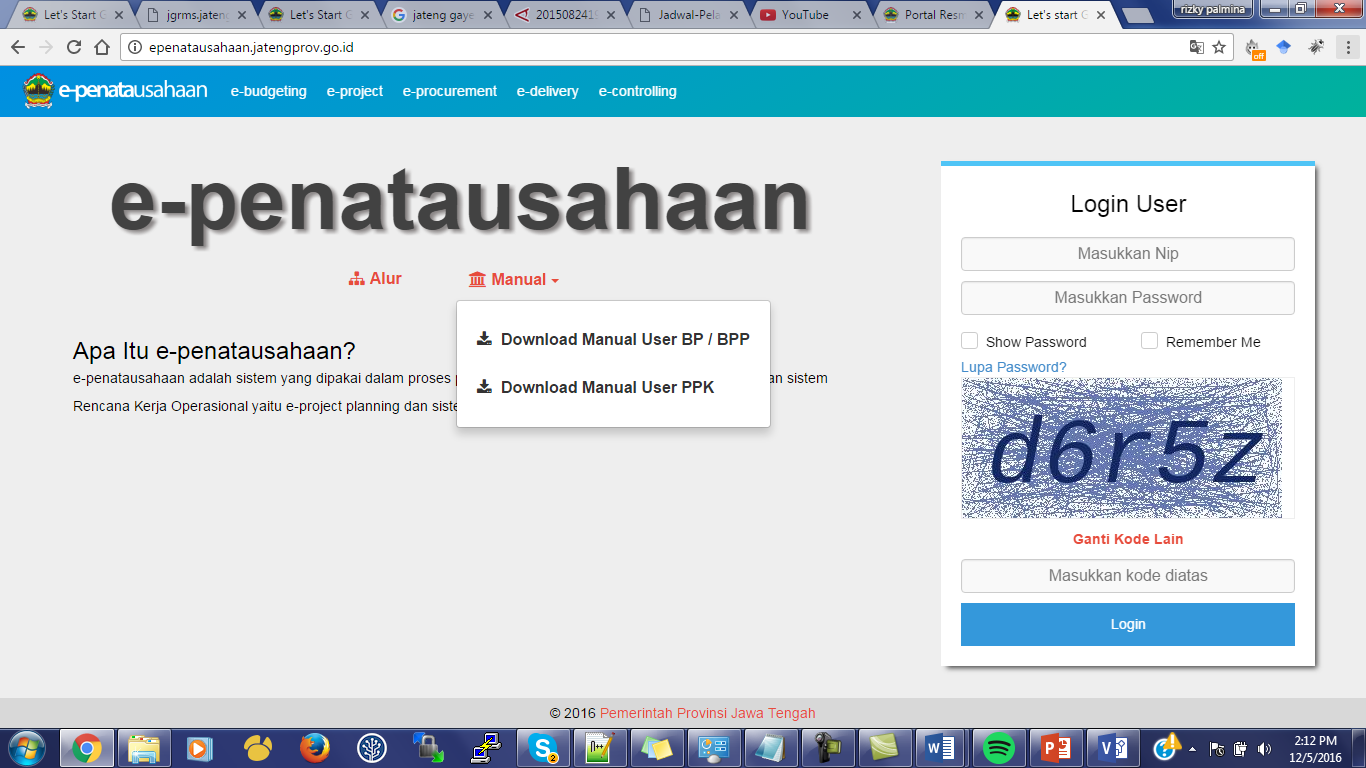 Let's Start G
jgrms.jateng
Let's Start G
jateng gaye
2015082419
Jadwal-Pela
YouTube
Portal Resm
Let's start G
rizky palmina
epenatausahaan.jatengprov.go.id
off
e-penatausahaan e-budgeting e-project e-procurement e-delivery e-controlling
e-penatausahaan
Alur Manual
Download Manual User BP / BPP
Download Manual User PPK
Apa Itu e-penatausahaan?
e-penatausahaan adalah sistem yang dipakai dalam proses p an sistem
Rencana Kerja Operasional yaitu e-project planning dan siste
Login User
Masukkan Nip
Masukkan Password
Show Password Remember Me
Lupa Password?
d6r5z
Ganti Kode Lain
Masukkan kode diatas
Login
© 2016 Pemerintah Provinsi Jawa Tengah
2:12 PM
12/5/2016